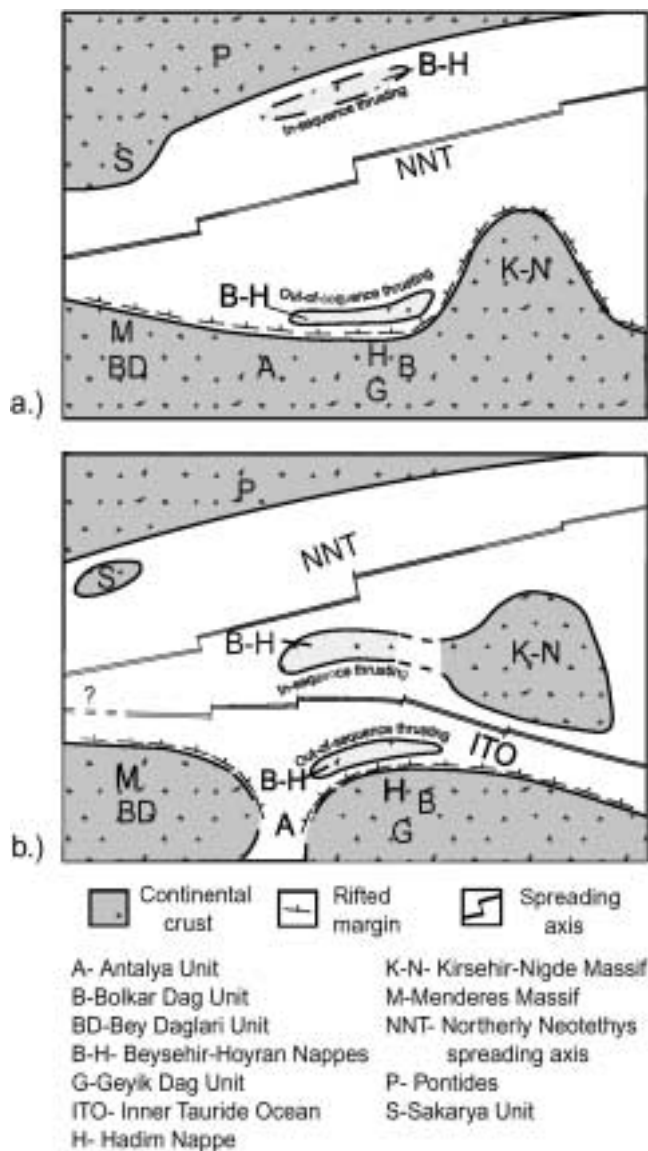 P
B-H
In-sequence thrusting
S
NNT
K-N
B-H
Out-of-sequence thrusting
M
BD
A
H
B
G
a.)
P
NNT
S
B-H
K-N
In-sequence thrusting
?
Out-of-sequence thrusting
ITO
B-H
M
BD
A
H
B
G
b.)
Continental crust
Rifted margin
Spreading axis
A- Antalya Unit
B-Bolkar Dag Unit
BD-Bey Daglari Unit
B-H- Beysehir-Hoyran Nappes
G-Geyik Dag Unit
ITO- Inner Tauride Ocean
H- Hadim Nappe
K-N- Kirsehir-Nigde Massif
M-Menderes Massif
NNT- Northerly Neotethys
spreading axis
P- Pontides
S-Sakarya Unit